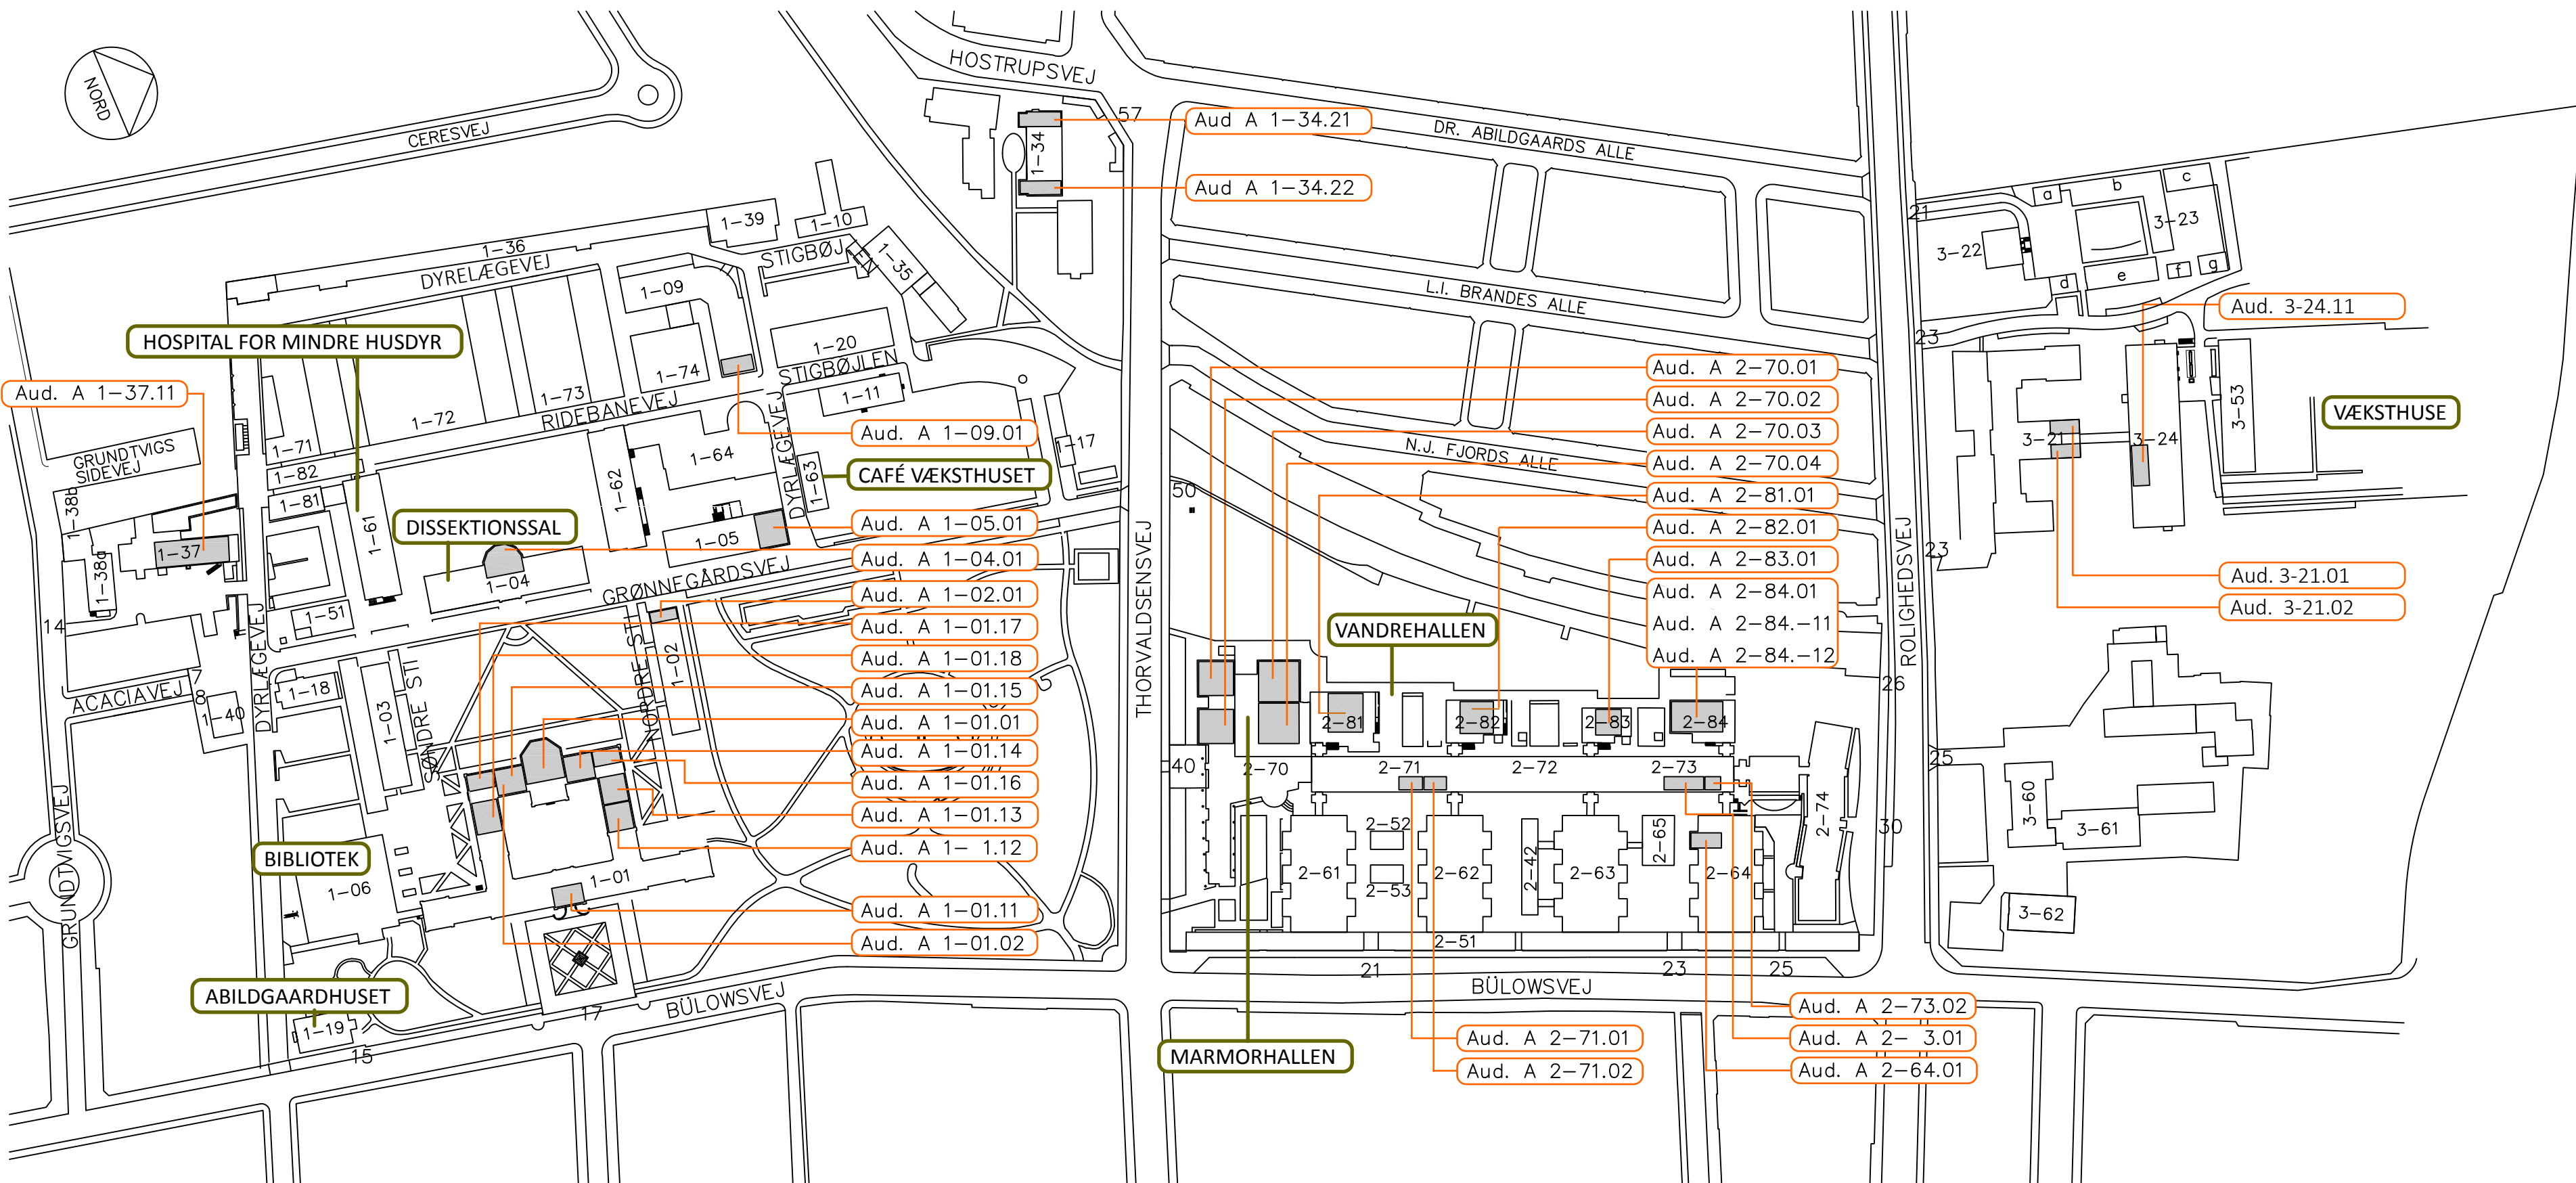 NORD
CERESVEJ
HOSTRUPSVEJ
57
1-34
Aud A 1-34.21
Aud A 1-34.22
DR. ABILDGAARDS ALLE
L.I. BRANDES ALLE
N.J. FJORDS ALLE
1-39
1-10
1-36
DYRELÆGEVEJ
STIGBØJ
1-35
1-09
1-20
1-74
STIGBØJLEN
1-11
1-73
1-72
RIDEBANEVEJ
HOSPITAL FOR MINDRE HUSDYR
Aud. A 1-37.11
Aud. A 1-09.01
GRUNDTVIGS
SIDEVEJ
1-71
1-82
1-81
1-38b
1-37
1-38a
1-61
1-62
1-64
DYRLÆGEVEJ
1-63
1-17
CAFÉ VÆKSTHUSET
DISSEKTIONSSAL
1-05
1-04
GRØNNEGÅRDSVEJ
Aud. A 1-05.01
Aud. A 1-04.01
Aud. A 1-02.01
Aud. A 1-01.17
Aud. A 1-01.18
Aud. A 1-01.15
Aud. A 1-01.01
Aud. A 1-01.14
Aud. A 1-01.16
Aud. A 1-01.13
Aud. A 1- 1.12
Aud. A 1-01.11
Aud. A 1-01.02
14
1-51
7
8
ACACIAVEJ
1-40
DYRLÆGEVEJ
1-18
1-03
SØNDRE STI
NORDRE STI
1-02
GRUNDTVIGSVEJ
BIBLIOTEK
1-06
1-01
ABILDGAARDHUSET
1-19
15
17
BÜLOWSVEJ
THORVALDSENSVEJ
50
40
Aud. A 2-70.01
Aud. A 2-70.02
Aud. A 2-70.03
Aud. A 2-70.04
Aud. A 2-81.01
Aud. A 2-82.01
Aud. A 2-83.01
Aud. A 2-84.01
Aud. A 2-84.-11
Aud. A 2-84.-12
VANDREHALLEN
2-81
2-82
2-83
2-84
2-70
2-71
2-72
2-73
2-74
2-52
2-53
2-61
2-62
2-42
2-63
2-65
2-64
2-51
21
23
25
BÜLOWSVEJ
MARMORHALLEN
Aud. A 2-71.01
Aud. A 2-71.02
Aud. A 2-73.02
Aud. A 2- 3.01
Aud. A 2-64.01
ROLIGHEDSVEJ
26
30
21
23
23
25
a
b
c
3-23
3-22
d
e
f
g
Aud. 3-24.11
3-53
VÆKSTHUSE
3-21
3-24
Aud. 3-21.01
Aud. 3-21.02
3-60
3-61
3-62